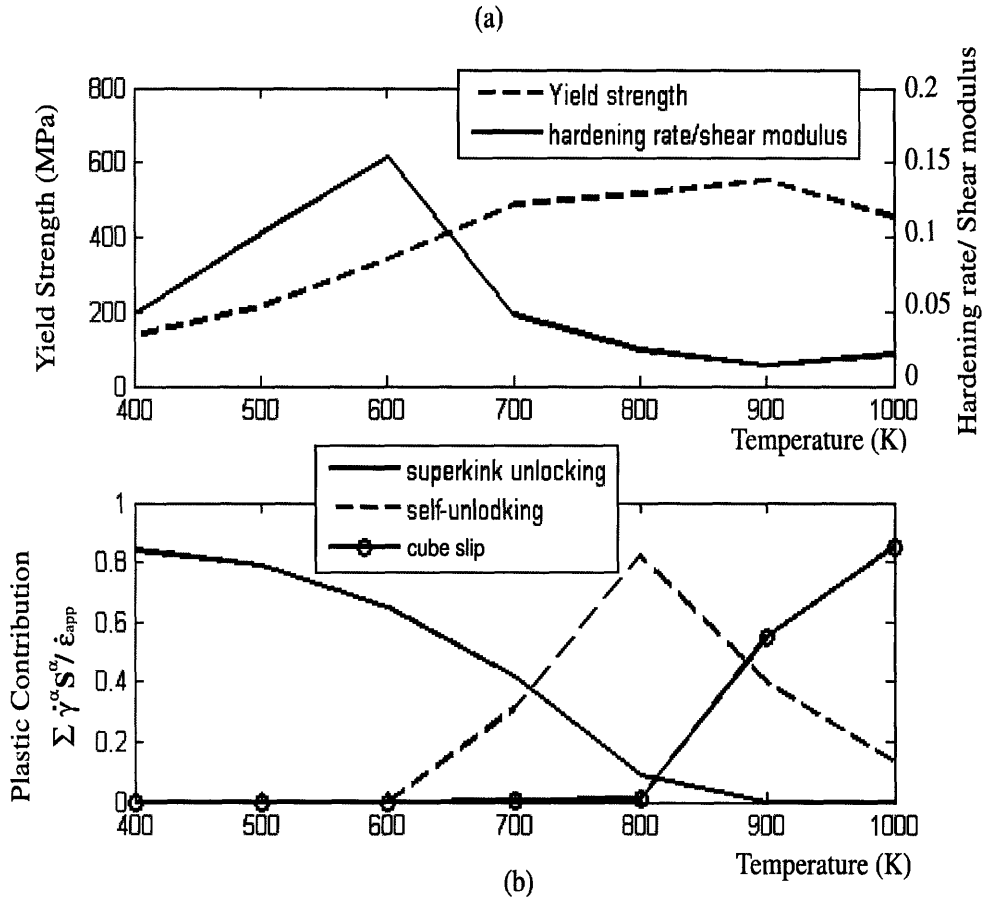 (a)
Yield Strength (MPa)
800
600
400
200
0
Yield strength
hardening rate/shear modulus
0.2
0.15
0.1
0.05
0
Hardening rate/ Shear modulus
400 500 600 700 800 900 1000
Temperature (K)
superkink unlocking
self-unlodking
cube slip
Plastic Contribution
Σ γ̈^α S^α / ε̇app
1
0.8
0.6
0.4
0.2
0
400 500 600 700 800 900 1000
Temperature (K)
(b)